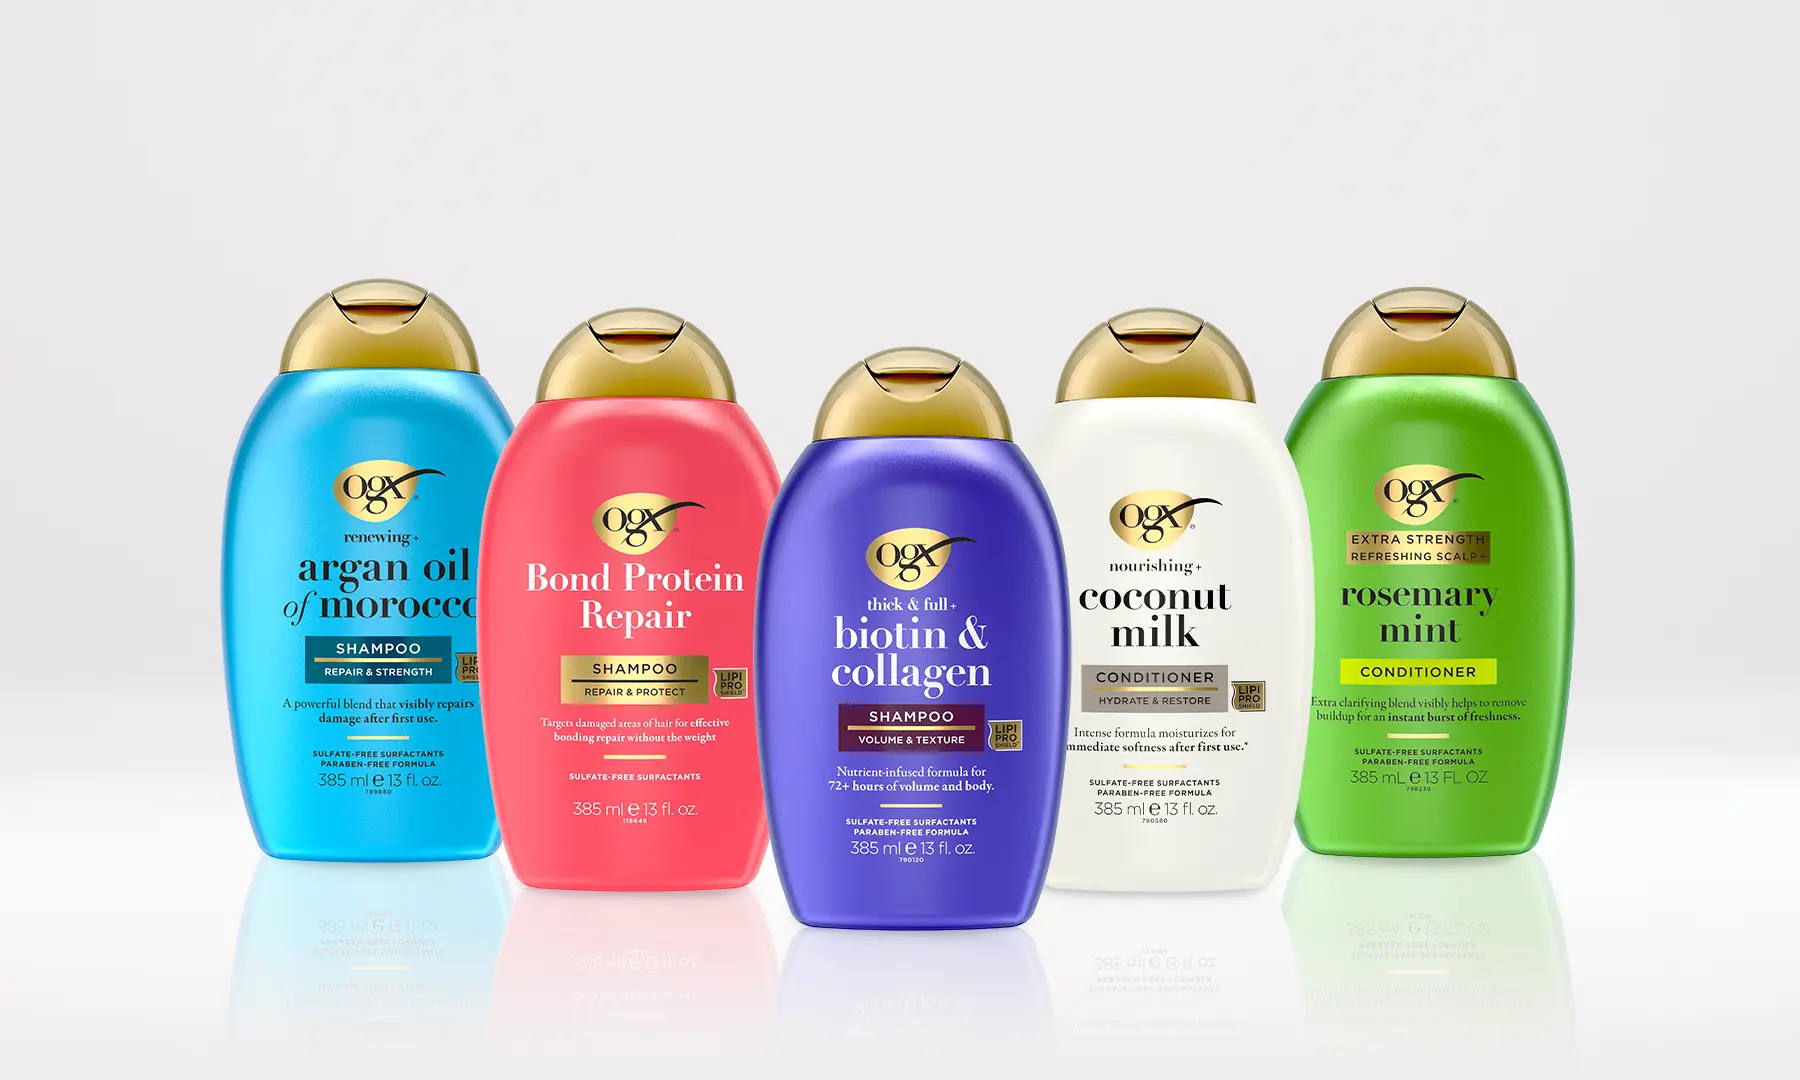 ogx
renewing+
argan oil
of morocco
SHAMPOO
REPAIR & STRENGTH
LIPI
PRO
SHIELD
A powerful blend that visibly repairs
damage after first use.
SULFATE-FREE SURFACTANTS
PARABEN-FREE FORMULA
385 ml e 13 fl. oz.
789880
ogx
Bond Protein
Repair
SHAMPOO
REPAIR & PROTECT
LIPI
PRO
SHIELD
Targets damaged areas of hair for effective
bonding repair without the weight
SULFATE-FREE SURFACTANTS
385 ml e 13 fl. oz.
116649
ogx
thick & full+
biotin &
collagen
SHAMPOO
VOLUME & TEXTURE
LIPI
PRO
SHIELD
Nutrient-infused formula for
72+ hours of volume and body.
SULFATE-FREE SURFACTANTS
PARABEN-FREE FORMULA
385 ml e 13 fl. oz.
790120
ogx®
nourishing+
coconut
milk
CONDITIONER
HYDRATE & RESTORE
LIPI
PRO
SHIELD
Intense formula moisturizes for
immediate softness after first use.*
SULFATE-FREE SURFACTANTS
PARABEN-FREE FORMULA
385 ml e 13 fl. oz.
790580
ogx
EXTRA STRENGTH
REFRESHING SCALP+
rosemary
mint
CONDITIONER
Extra clarifying blend visibly helps to remove
buildup for an instant burst of freshness.
SULFATE-FREE SURFACTANTS
PARABEN-FREE FORMULA
385 mL e 13 FL OZ
798230